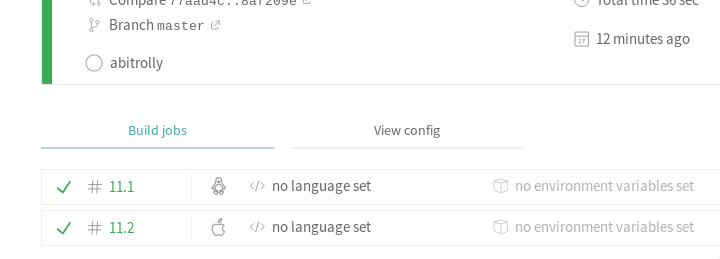 Compare 77aad4c..8af209e
Total time 36 sec
Branch master
12 minutes ago
27
abitrolly
Build jobs
View config
# 11.1 </> no language set no environment variables set
# 11.2 </> no language set no environment variables set